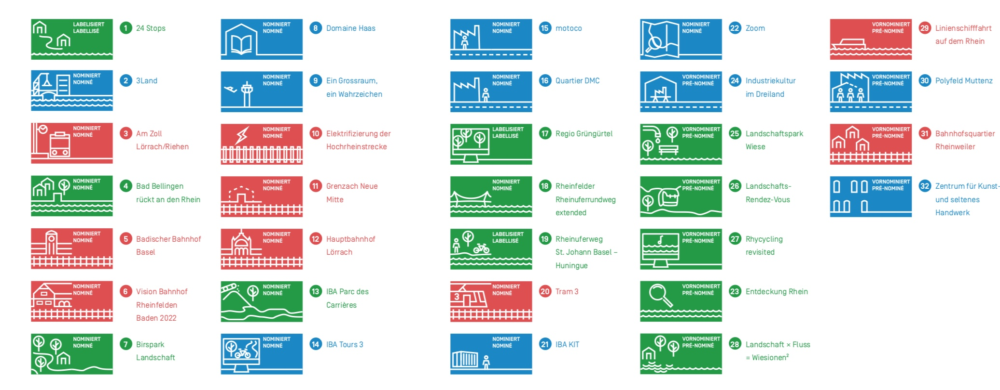 LABELISIERT
LABELLISÉ
1 24 Stops
NOMINIERT
NOMINÉ
2 3Land
NOMINIERT
NOMINÉ
3 Am Zoll
Lörrach/Riehen
NOMINIERT
NOMINÉ
4 Bad Bellingen
rückt an den Rhein
NOMINIERT
NOMINÉ
5 Badischer Bahnhof
Basel
NOMINIERT
NOMINÉ
6 Vision Bahnhof
Rheinfelden
Baden 2022
NOMINIERT
NOMINÉ
7 Birspark
Landschaft
NOMINIERT
NOMINÉ
8 Domaine Haas
NOMINIERT
NOMINÉ
9 Ein Grossraum,
ein Wahrzeichen
NOMINIERT
NOMINÉ
10 Elektrifizierung der
Hochrheinstrecke
NOMINIERT
NOMINÉ
11 Grenzach Neue
Mitte
NOMINIERT
NOMINÉ
12 Hauptbahnhof
Lörrach
NOMINIERT
NOMINÉ
13 IBA Parc des
Carrières
NOMINIERT
NOMINÉ
14 IBA Tours 3
NOMINIERT
NOMINÉ
15 motoco
NOMINIERT
NOMINÉ
16 Quartier DMC
LABELISIERT
LABELLISÉ
17 Regio Grüngürtel
NOMINIERT
NOMINÉ
18 Rheinfelder
Rheinuferrundweg
extended
LABELISIERT
LABELLISÉ
19 Rheinuferweg
St. Johann Basel –
Huningue
3
NOMINIERT
NOMINÉ
20 Tram 3
NOMINIERT
NOMINÉ
21 IBA KIT
NOMINIERT
NOMINÉ
22 Zoom
VORNOMINIERT
PRÉ-NOMINÉ
24 Industriekultur
im Dreiland
VORNOMINIERT
PRÉ-NOMINÉ
25 Landschaftspark
Wiese
VORNOMINIERT
PRÉ-NOMINÉ
26 Landschafts-
Rendez-Vous
VORNOMINIERT
PRÉ-NOMINÉ
27 Rhycycling
revisited
VORNOMINIERT
PRÉ-NOMINÉ
23 Entdeckung Rhein
VORNOMINIERT
PRÉ-NOMINÉ
28 Landschaft × Fluss
= Wiesionen²
VORNOMINIERT
PRÉ-NOMINÉ
29 Linienschifffahrt
auf dem Rhein
VORNOMINIERT
PRÉ-NOMINÉ
30 Polyfeld Muttenz
VORNOMINIERT
PRÉ-NOMINÉ
31 Bahnhofsquartier
Rheinweiler
VORNOMINIERT
PRÉ-NOMINÉ
32 Zentrum für Kunst-
und seltenes
Handwerk